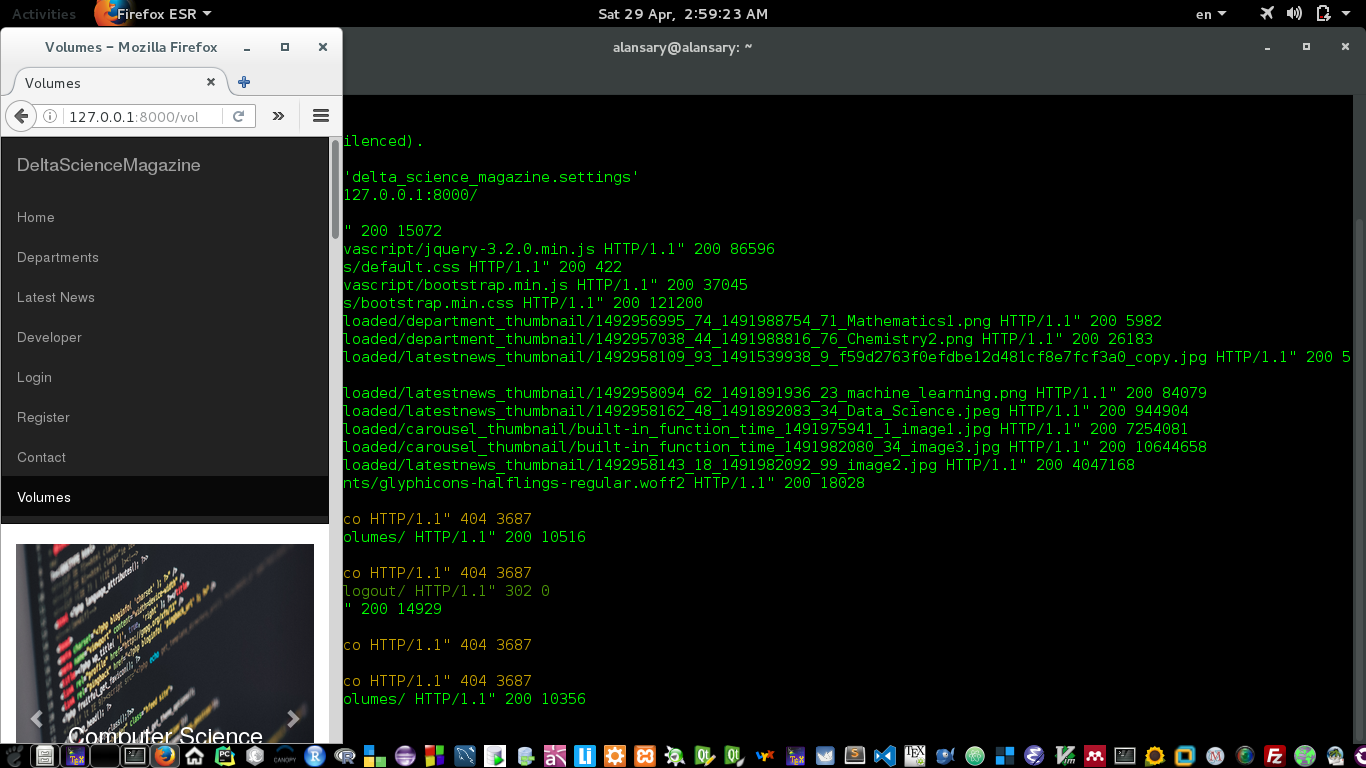 Activities
Firefox ESR
Sat 29 Apr, 2:59:23 AM
en
Volumes – Mozilla Firefox
alansary@alansary: ~
Volumes
127.0.0.1:8000/vol
DeltaScienceMagazine
Home
Departments
Latest News
Developer
Login
Register
Contact
Volumes
Computer Science
ilenced).
'delta_science_magazine.settings'
127.0.0.1:8000/
" 200 15072
vascript/jquery-3.2.0.min.js HTTP/1.1" 200 86596
s/default.css HTTP/1.1" 200 422
vascript/bootstrap.min.js HTTP/1.1" 200 37045
s/bootstrap.min.css HTTP/1.1" 200 121200
loaded/department_thumbnail/1492956995_74_1491988754_71_Mathematics1.png HTTP/1.1" 200 5982
loaded/department_thumbnail/1492957038_44_1491988816_76_Chemistry2.png HTTP/1.1" 200 26183
loaded/latestnews_thumbnail/1492958109_93_1491539938_9_f59d2763f0efdbe12d481cf8e7fcf3a0_copy.jpg HTTP/1.1" 200 5
loaded/latestnews_thumbnail/1492958094_62_1491891936_23_machine_learning.png HTTP/1.1" 200 84079
loaded/latestnews_thumbnail/1492958162_48_1491892083_34_Data_Science.jpeg HTTP/1.1" 200 944904
loaded/carousel_thumbnail/built-in_function_time_1491975941_1_image1.jpg HTTP/1.1" 200 7254081
loaded/carousel_thumbnail/built-in_function_time_1491982080_34_image3.jpg HTTP/1.1" 200 10644658
loaded/latestnews_thumbnail/1492958143_18_1491982092_99_image2.jpg HTTP/1.1" 200 4047168
nts/glyphicons-halflings-regular.woff2 HTTP/1.1" 200 18028
co HTTP/1.1" 404 3687
olumes/ HTTP/1.1" 200 10516
co HTTP/1.1" 404 3687
logout/ HTTP/1.1" 302 0
" 200 14929
co HTTP/1.1" 404 3687
co HTTP/1.1" 404 3687
olumes/ HTTP/1.1" 200 10356